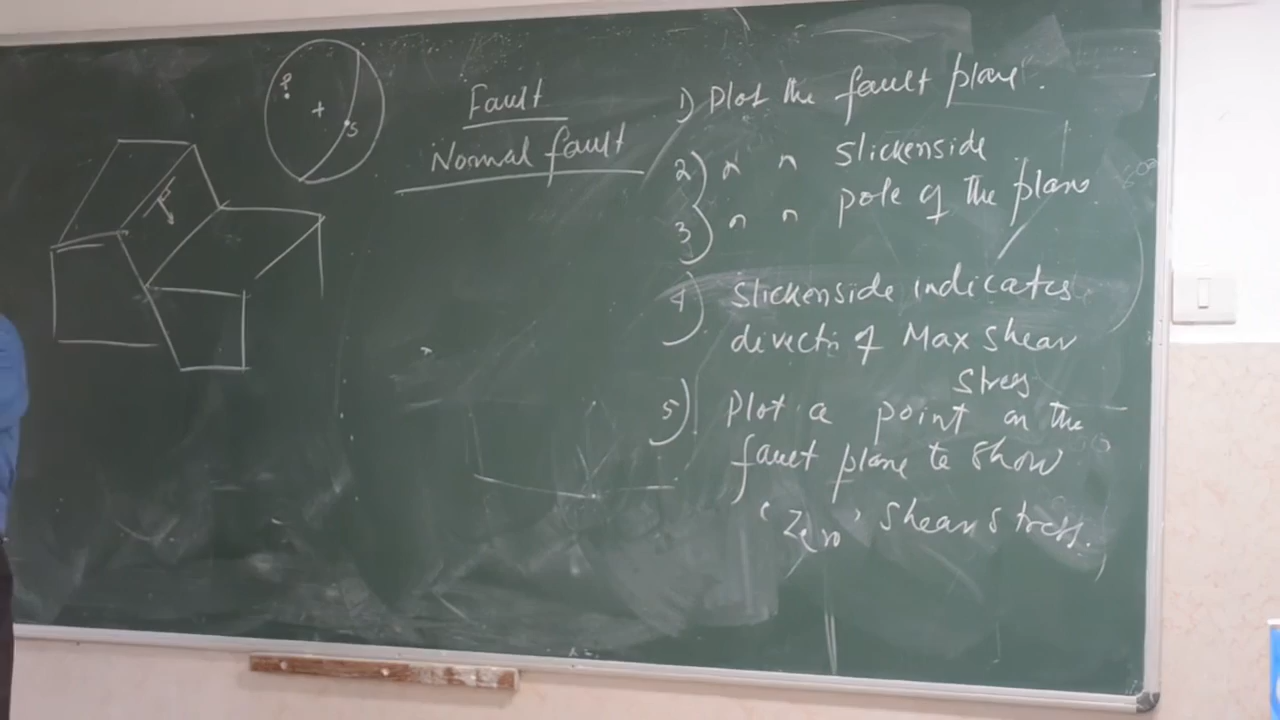 P
S
Fault
Normal fault
1) Plot the fault plane.
2) " " slickenside
3) " " pole of the plane
4) Slickenside indicates
directn of Max shear
stress
5) Plot a point on the
fault plane to show
'Zero' shear stress.